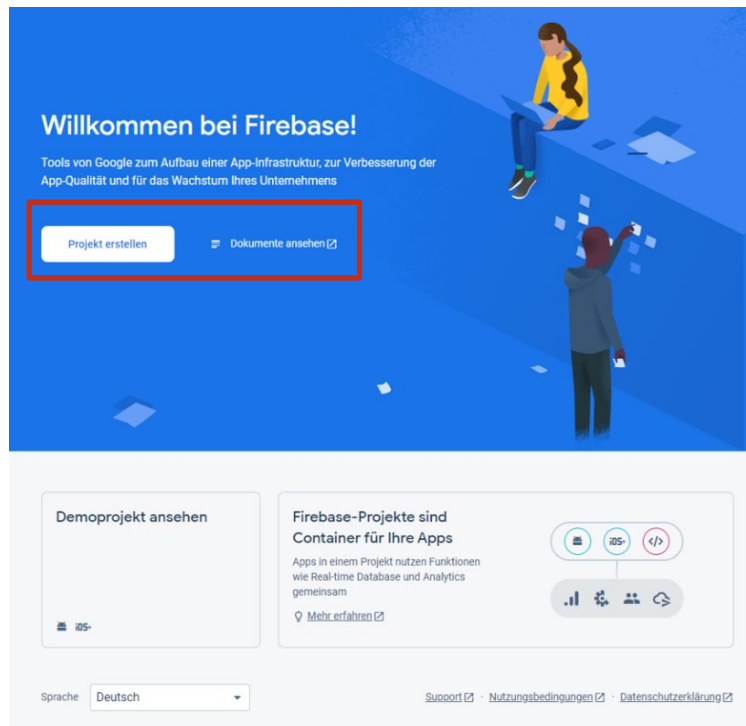 Willkommen bei Firebase!
Tools von Google zum Aufbau einer App-Infrastruktur, zur Verbesserung der
App-Qualität und für das Wachstum Ihres Unternehmens
Projekt erstellen
Dokumente ansehen
Demoprojekt ansehen
iOS+
Firebase-Projekte sind
Container für Ihre Apps
Apps in einem Projekt nutzen Funktionen
wie Real-time Database und Analytics
gemeinsam
Mehr erfahren
iOS+
</>
Sprache
Deutsch
Support · Nutzungsbedingungen · Datenschutzerklärung